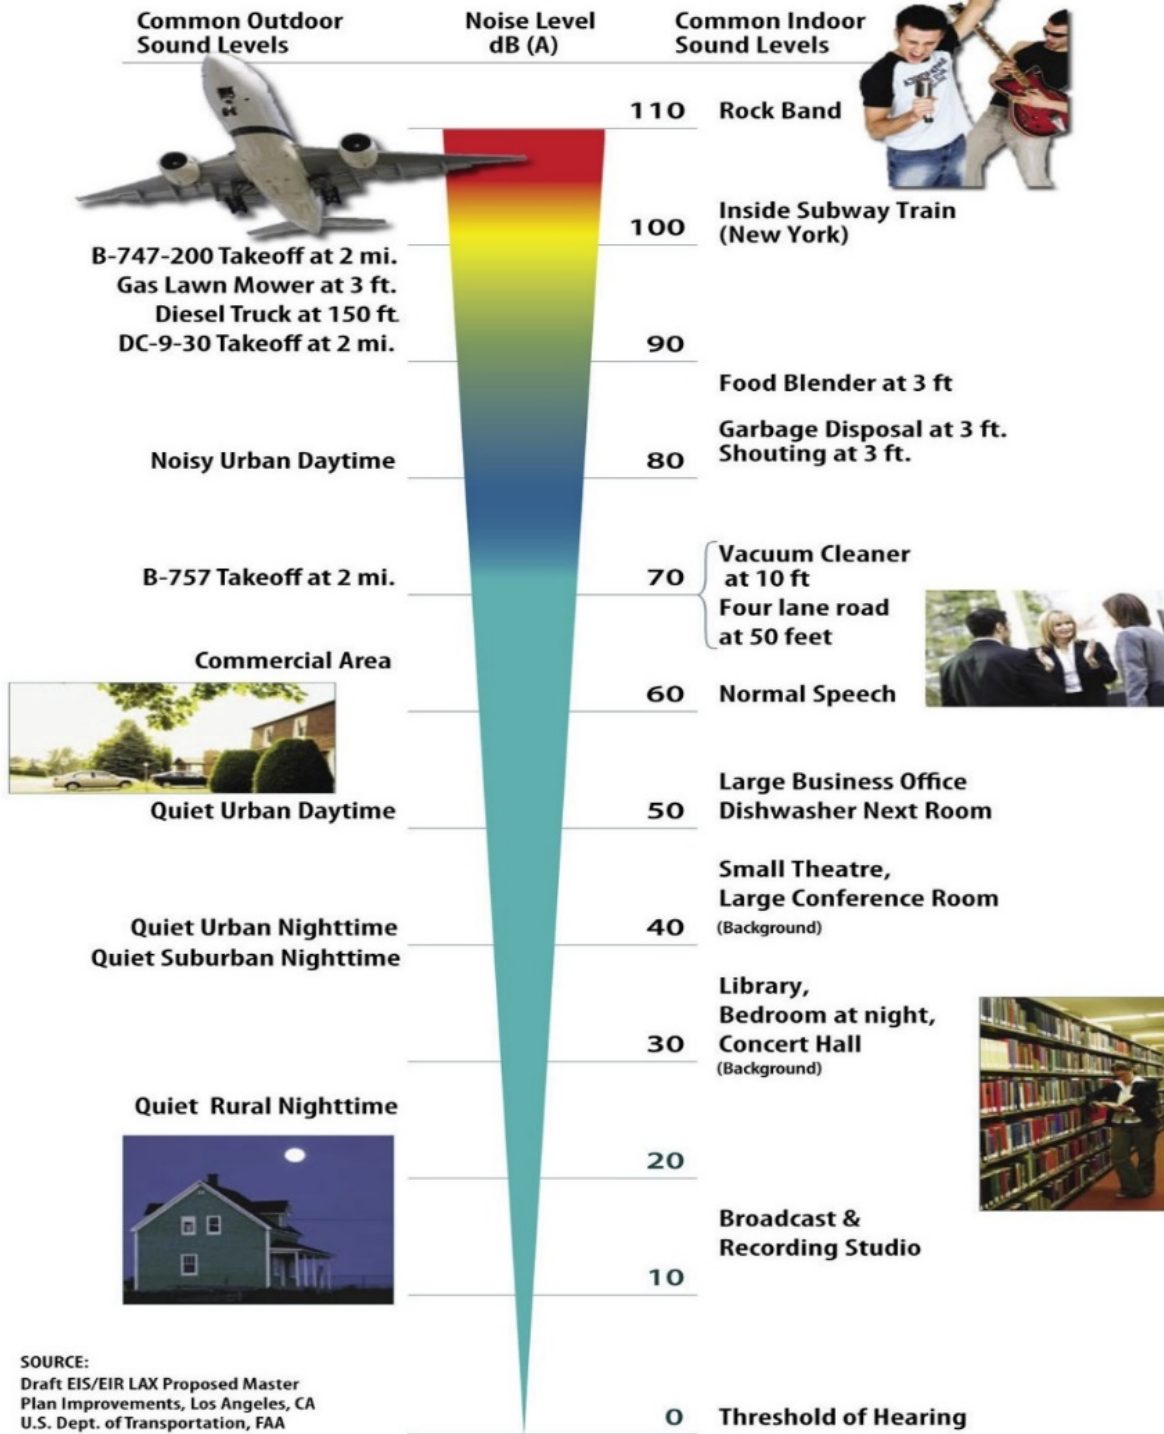 Common Outdoor
Sound Levels
Noise Level
dB (A)
Common Indoor
Sound Levels
110 Rock Band
100 Inside Subway Train
(New York)
B-747-200 Takeoff at 2 mi.
Gas Lawn Mower at 3 ft.
Diesel Truck at 150 ft.
DC-9-30 Takeoff at 2 mi.
90
Food Blender at 3 ft
Garbage Disposal at 3 ft.
Noisy Urban Daytime 80 Shouting at 3 ft.
B-757 Takeoff at 2 mi. 70
Vacuum Cleaner
at 10 ft
Four lane road
at 50 feet
Commercial Area
60 Normal Speech
Large Business Office
Quiet Urban Daytime 50 Dishwasher Next Room
Small Theatre,
Large Conference Room
Quiet Urban Nighttime 40 (Background)
Quiet Suburban Nighttime
Library,
Bedroom at night,
30 Concert Hall
(Background)
Quiet Rural Nighttime
20
Broadcast &
Recording Studio
10
SOURCE:
Draft EIS/EIR LAX Proposed Master
Plan Improvements, Los Angeles, CA
U.S. Dept. of Transportation, FAA
0 Threshold of Hearing